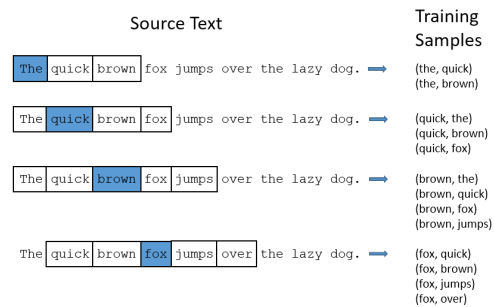 Source Text
Training
Samples
The quick brown fox jumps over the lazy dog.
(the, quick)
(the, brown)
The quick brown fox jumps over the lazy dog.
(quick, the)
(quick, brown)
(quick, fox)
The quick brown fox jumps over the lazy dog.
(brown, the)
(brown, quick)
(brown, fox)
(brown, jumps)
The quick brown fox jumps over the lazy dog.
(fox, quick)
(fox, brown)
(fox, jumps)
(fox, over)